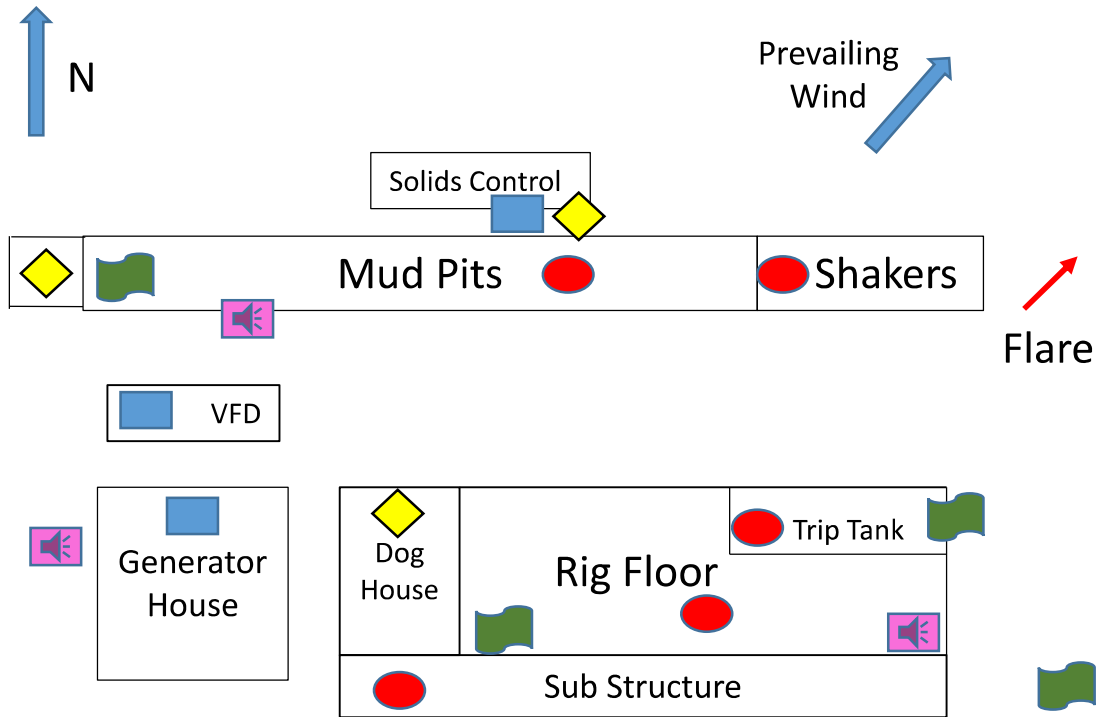 N
Prevailing
Wind
Solids Control
Mud Pits
Shakers
Flare
VFD
Generator
House
Dog
House
Rig Floor
Trip Tank
Sub Structure